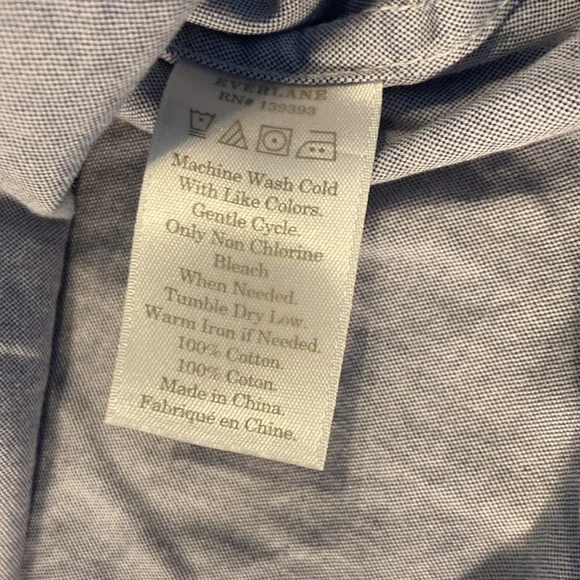 EVERLANE
RN# 139393
Machine Wash Cold
With Like Colors.
Gentle Cycle.
Only Non Chlorine
Bleach
When Needed.
Tumble Dry Low.
Warm Iron if Needed.
100% Cotton.
100% Coton.
Made in China.
Fabriqué en Chine.